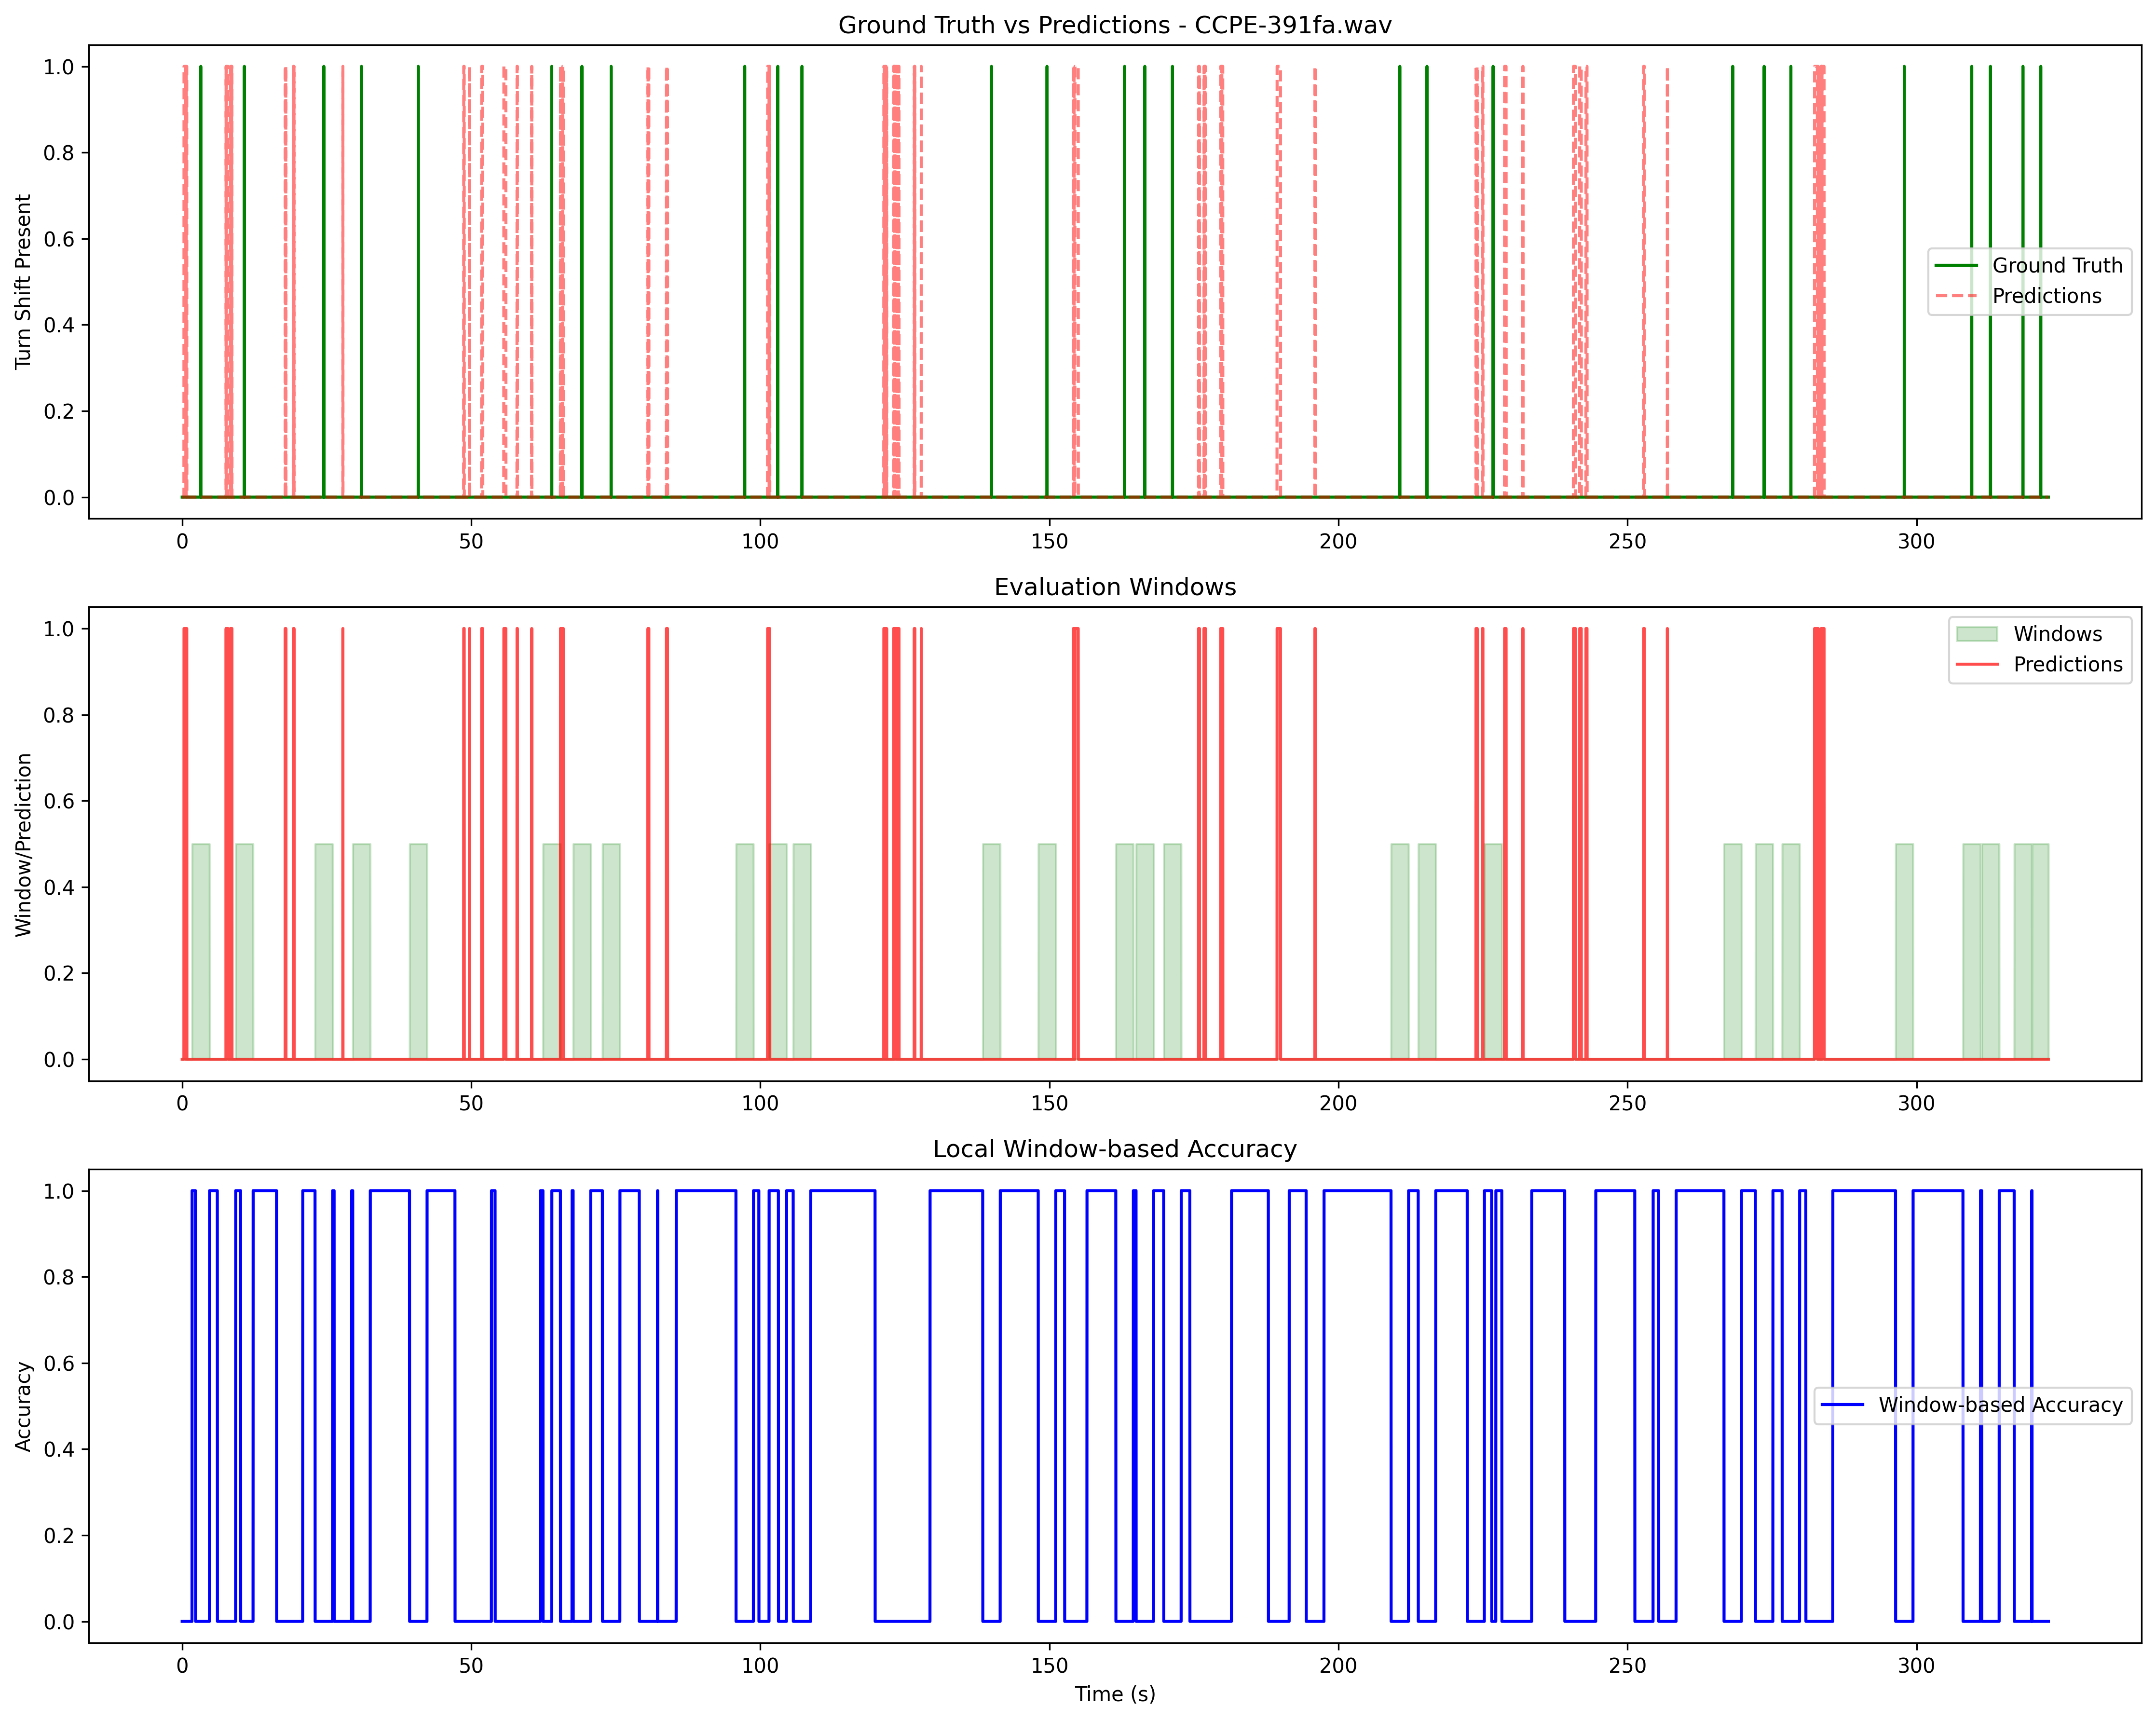 Ground Truth vs Predictions - CCPE-391fa.wav
Turn Shift Present
1.0
0.8
0.6
0.4
0.2
0.0
Ground Truth
Predictions
0 50 100 150 200 250 300
Evaluation Windows
Window/Prediction
1.0
0.8
0.6
0.4
0.2
0.0
Windows
Predictions
0 50 100 150 200 250 300
Local Window-based Accuracy
Accuracy
1.0
0.8
0.6
0.4
0.2
0.0
Window-based Accuracy
0 50 100 150 200 250 300
Time (s)